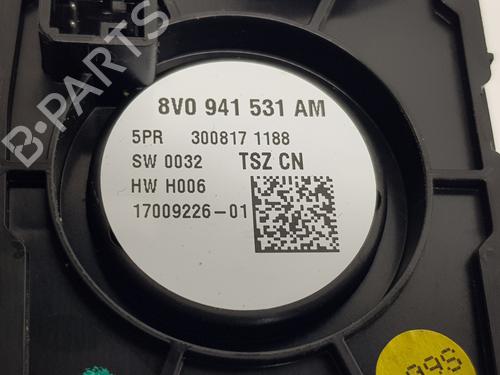 8V0 941 531 AM
5PR 300817 1188
SW 0032 TSZ CN
HW H006
17009226-01
B-Parts